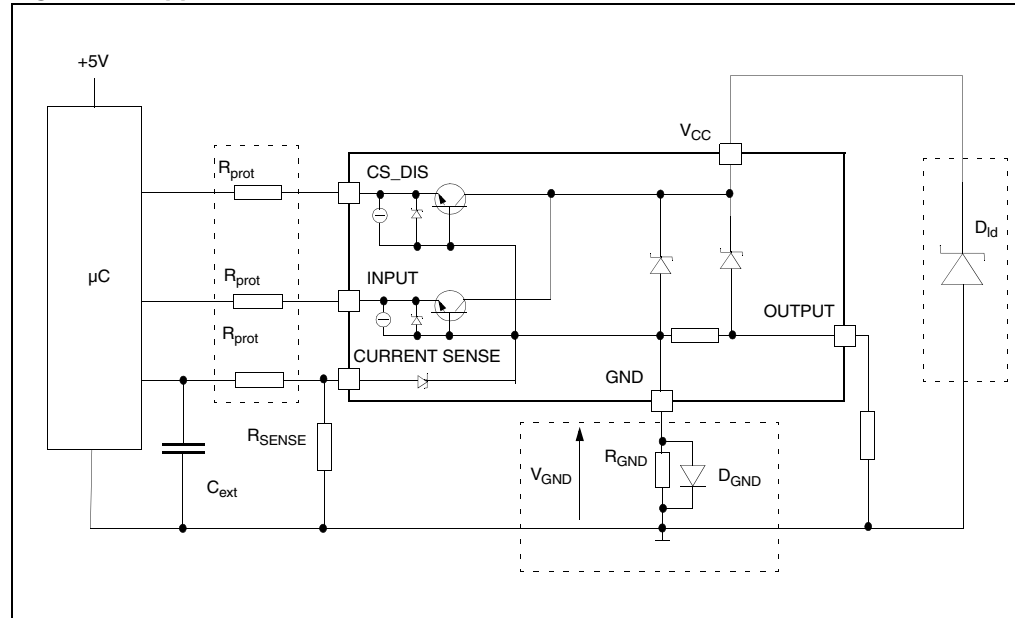 +5V
V_CC
R_prot
CS_DIS
D_ld
µC
R_prot
INPUT
OUTPUT
R_prot
CURRENT SENSE
GND
R_SENSE
R_GND
V_GND
D_GND
C_ext